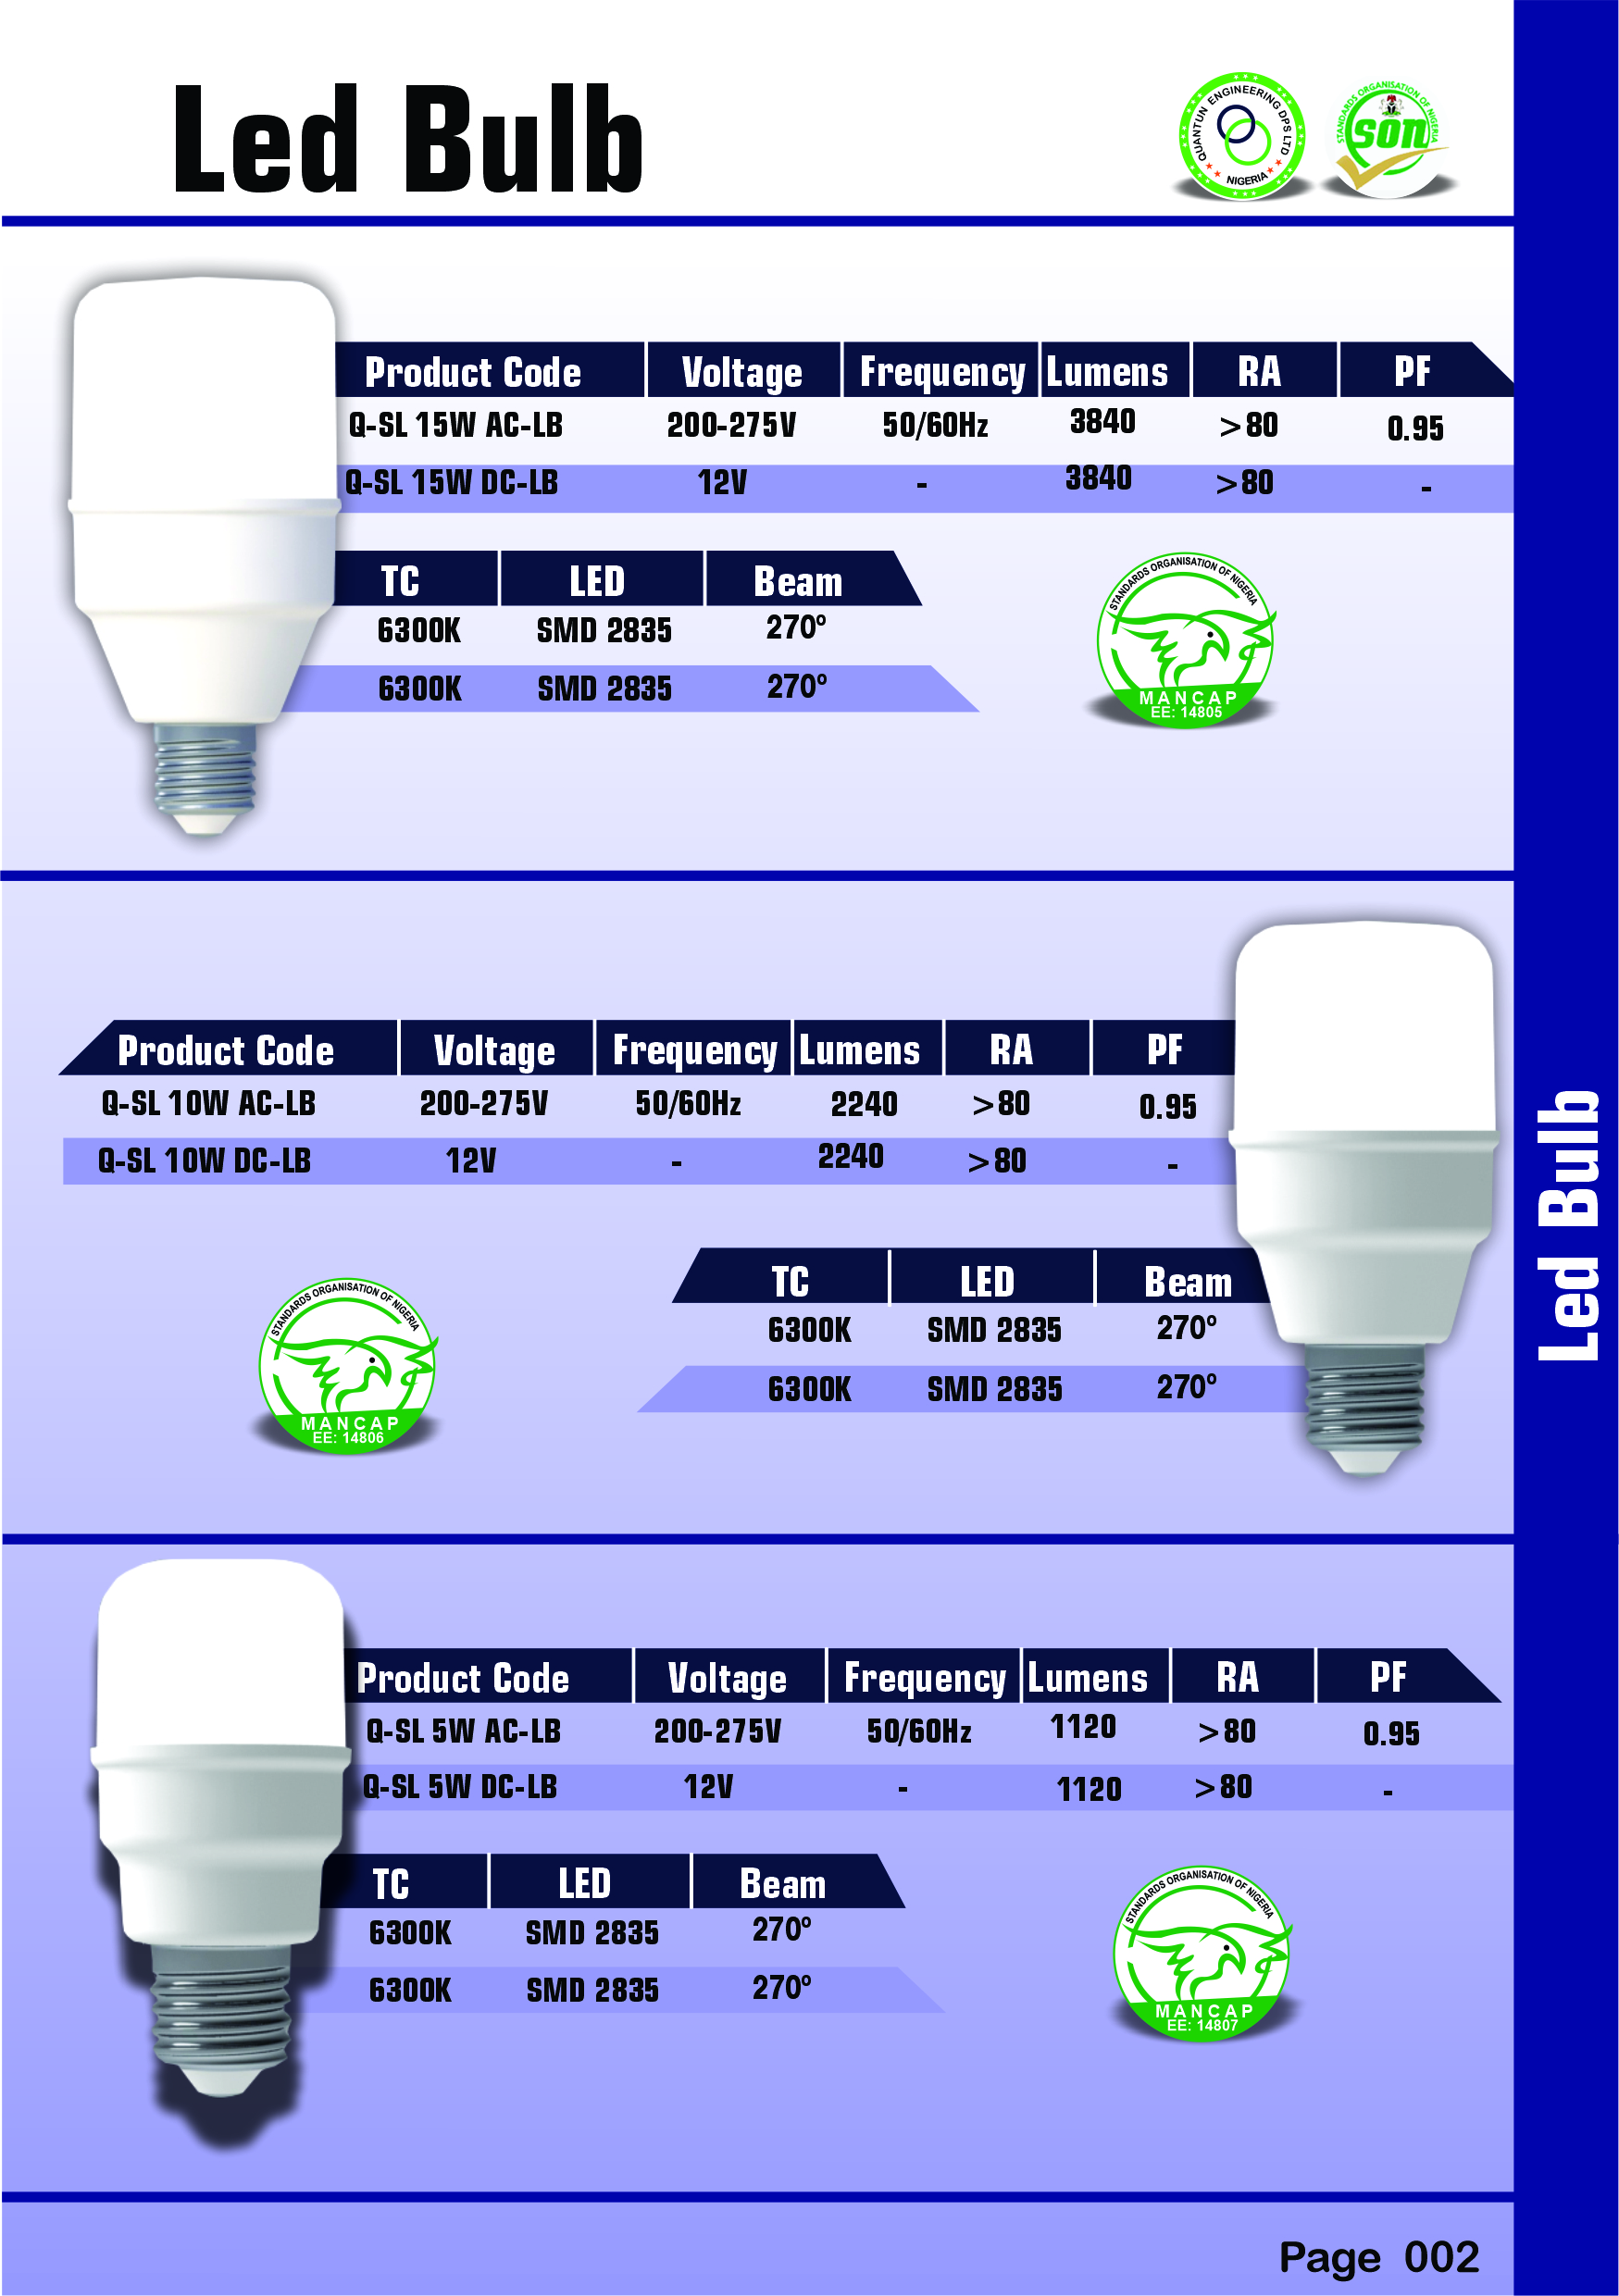 Led Bulb
QUANTUN ENGINEERING DPS LTD
NIGERIA
STANDARDS ORGANISATION OF NIGERIA
SON
Product Code Voltage Frequency Lumens RA PF
Q-SL 15W AC-LB 200-275V 50/60Hz 3840 >80 0.95
Q-SL 15W DC-LB 12V - 3840 >80 -
TC LED Beam
6300K SMD 2835 270º
6300K SMD 2835 270º
STANDARDS ORGANISATION OF NIGERIA
MANCAP
EE: 14805
Product Code Voltage Frequency Lumens RA PF
Q-SL 10W AC-LB 200-275V 50/60Hz 2240 >80 0.95
Q-SL 10W DC-LB 12V - 2240 >80 -
TC LED Beam
6300K SMD 2835 270º
6300K SMD 2835 270º
STANDARDS ORGANISATION OF NIGERIA
MANCAP
EE: 14806
Led Bulb
Product Code Voltage Frequency Lumens RA PF
Q-SL 5W AC-LB 200-275V 50/60Hz 1120 >80 0.95
Q-SL 5W DC-LB 12V - 1120 >80 -
TC LED Beam
6300K SMD 2835 270º
6300K SMD 2835 270º
STANDARDS ORGANISATION OF NIGERIA
MANCAP
EE: 14807
Page 002